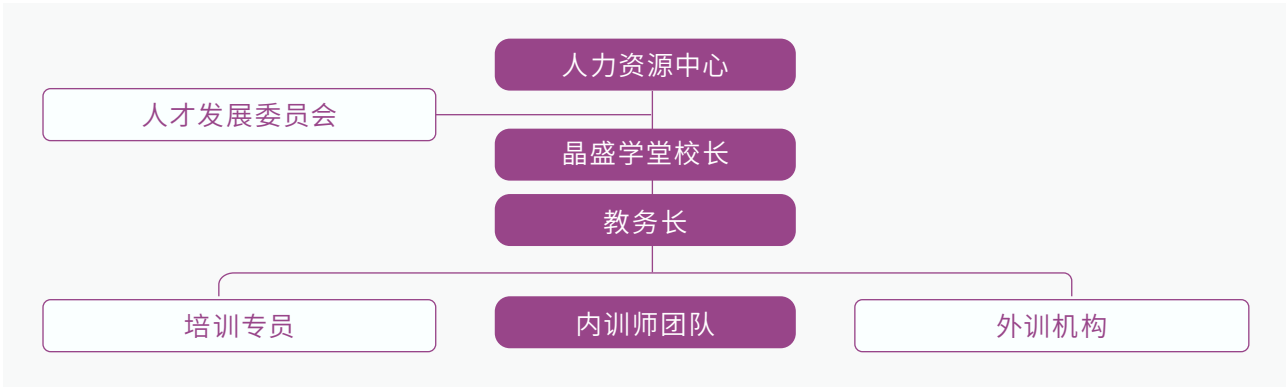 人力资源中心
人才发展委员会
晶盛学堂校长
教务长
培训专员
内训师团队
外训机构